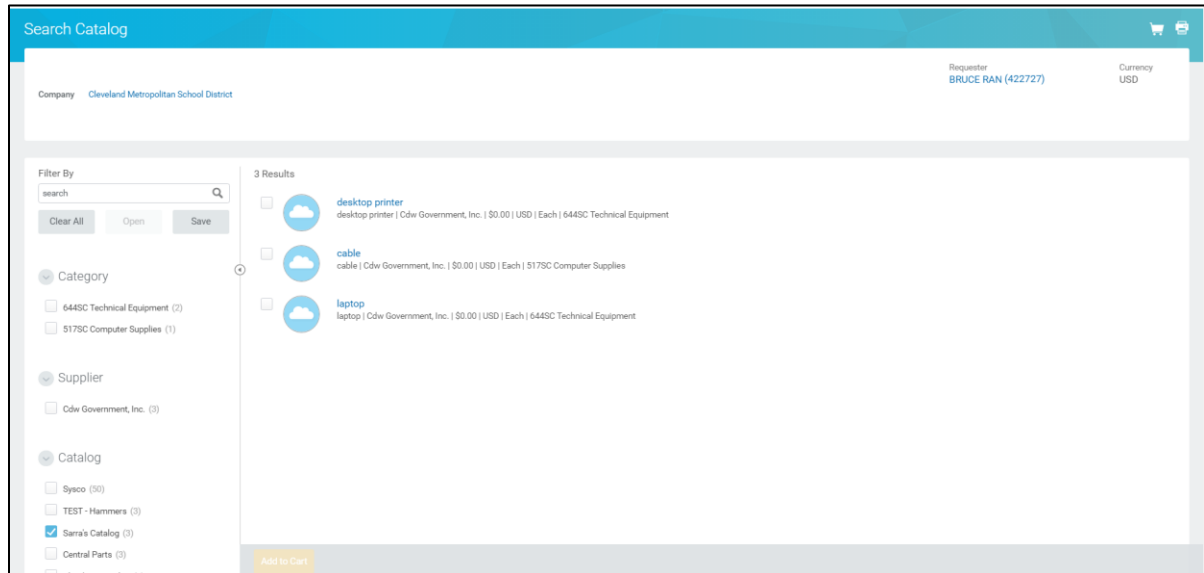 Search Catalog
Requester
Currency
BRUCE RAN (422727)
USD
Company Cleveland Metropolitan School District
Filter By
search
Clear All Open Save
Category
644SC Technical Equipment (2)
517SC Computer Supplies (1)
Supplier
Cdw Government, Inc. (3)
Catalog
Sysco (50)
TEST - Hammers (3)
Sarra's Catalog (3)
Central Parts (3)
3 Results
desktop printer
desktop printer | Cdw Government, Inc. | $0.00 | USD | Each | 644SC Technical Equipment
cable
cable | Cdw Government, Inc. | $0.00 | USD | Each | 517SC Computer Supplies
laptop
laptop | Cdw Government, Inc. | $0.00 | USD | Each | 644SC Technical Equipment
Add to Cart